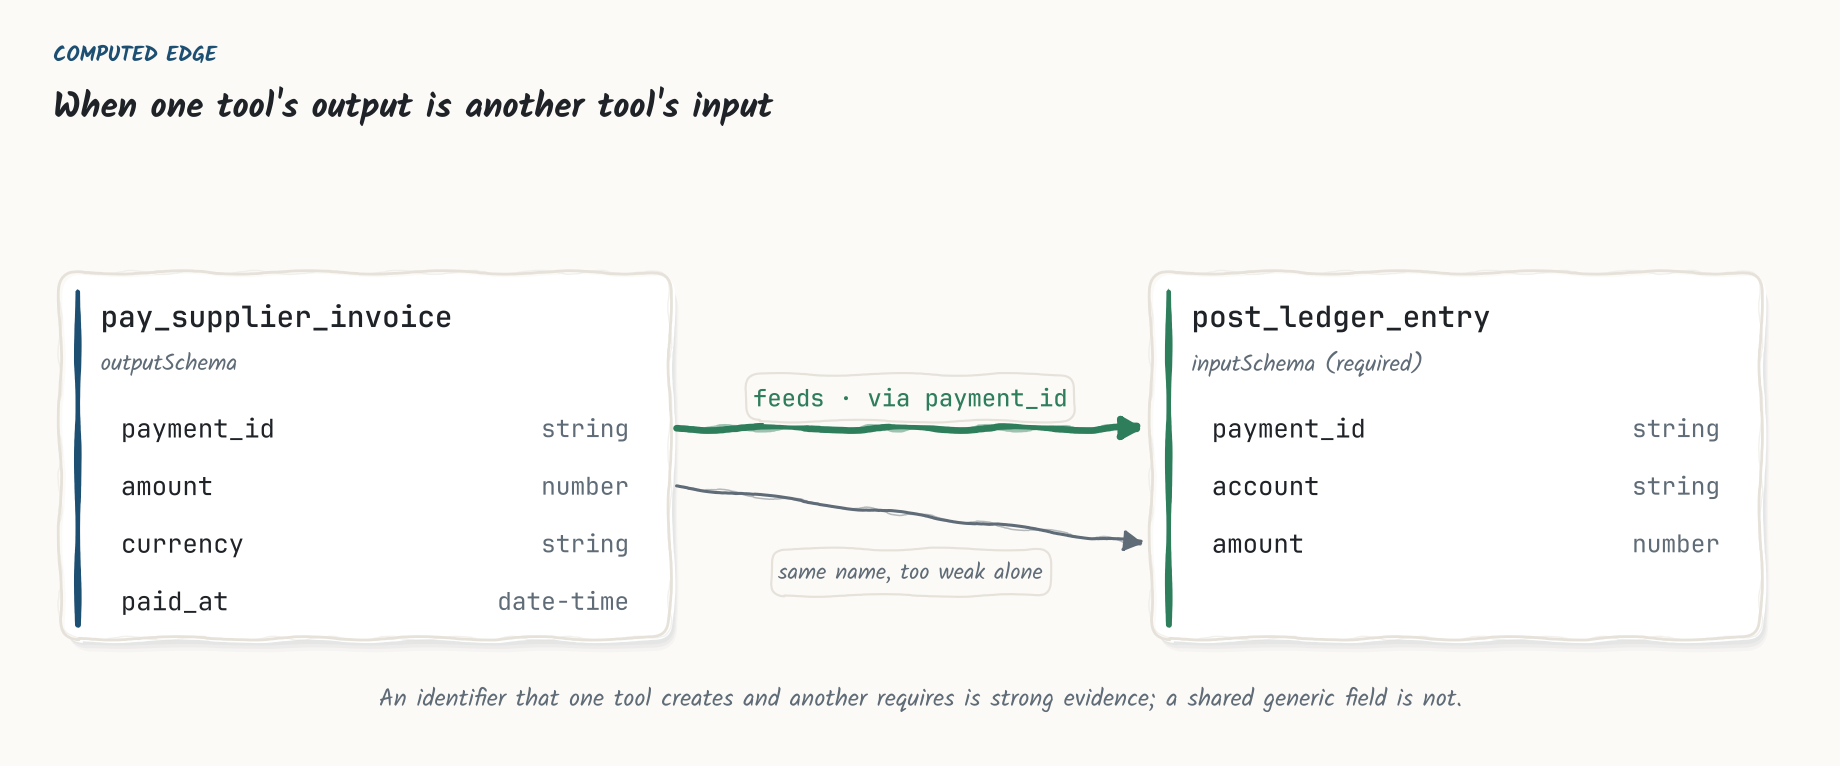 COMPUTED EDGE
When one tool's output is another tool's input
pay_supplier_invoice
outputSchema
payment_id string
amount number
currency string
paid_at date-time
feeds · via payment_id
same name, too weak alone
post_ledger_entry
inputSchema (required)
payment_id string
account string
amount number
An identifier that one tool creates and another requires is strong evidence; a shared generic field is not.